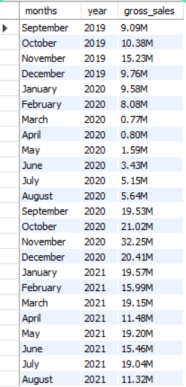 months year gross_sales
September 2019 9.09M
October 2019 10.38M
November 2019 15.23M
December 2019 9.76M
January 2020 9.58M
February 2020 8.08M
March 2020 0.77M
April 2020 0.80M
May 2020 1.59M
June 2020 3.43M
July 2020 5.15M
August 2020 5.64M
September 2020 19.53M
October 2020 21.02M
November 2020 32.25M
December 2020 20.41M
January 2021 19.57M
February 2021 15.99M
March 2021 19.15M
April 2021 11.48M
May 2021 19.20M
June 2021 15.46M
July 2021 19.04M
August 2021 11.32M